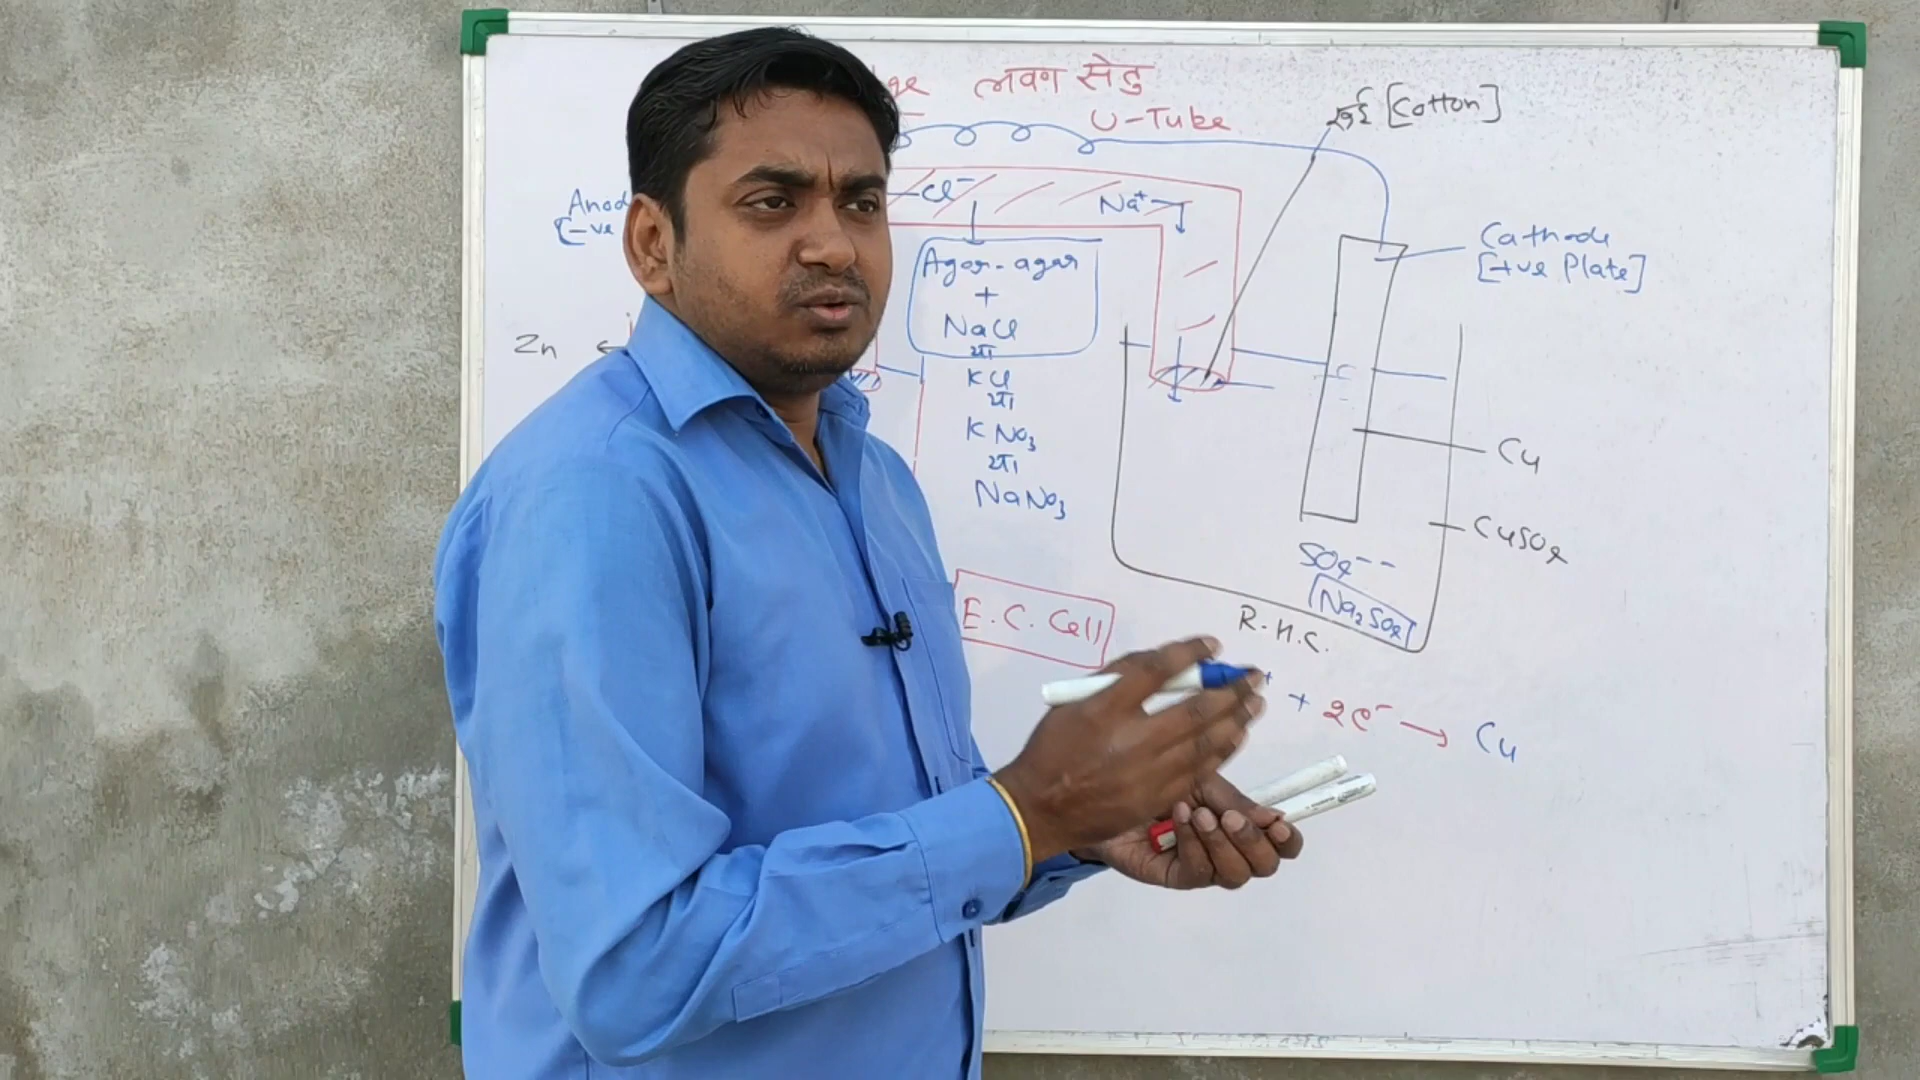 लवण सेतु
U-Tube
रूई [Cotton]
Cl⁻
Na⁺
Anod
[-ve
Cathode
[+ve Plate]
Agar-agar
+
NaCl
या
KCl
या
KNO₃
या
NaNO₃
Zn
Cu
CuSO₄
SO₄⁻⁻
Na₂SO₄
R.H.C.
E.C. Cell
+ 2e⁻ → Cu